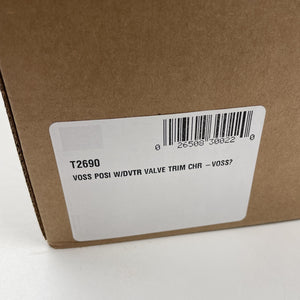 0 26508 30022 0
T2690
VOSS POSI W/DVTR VALVE TRIM CHR – VOSS?